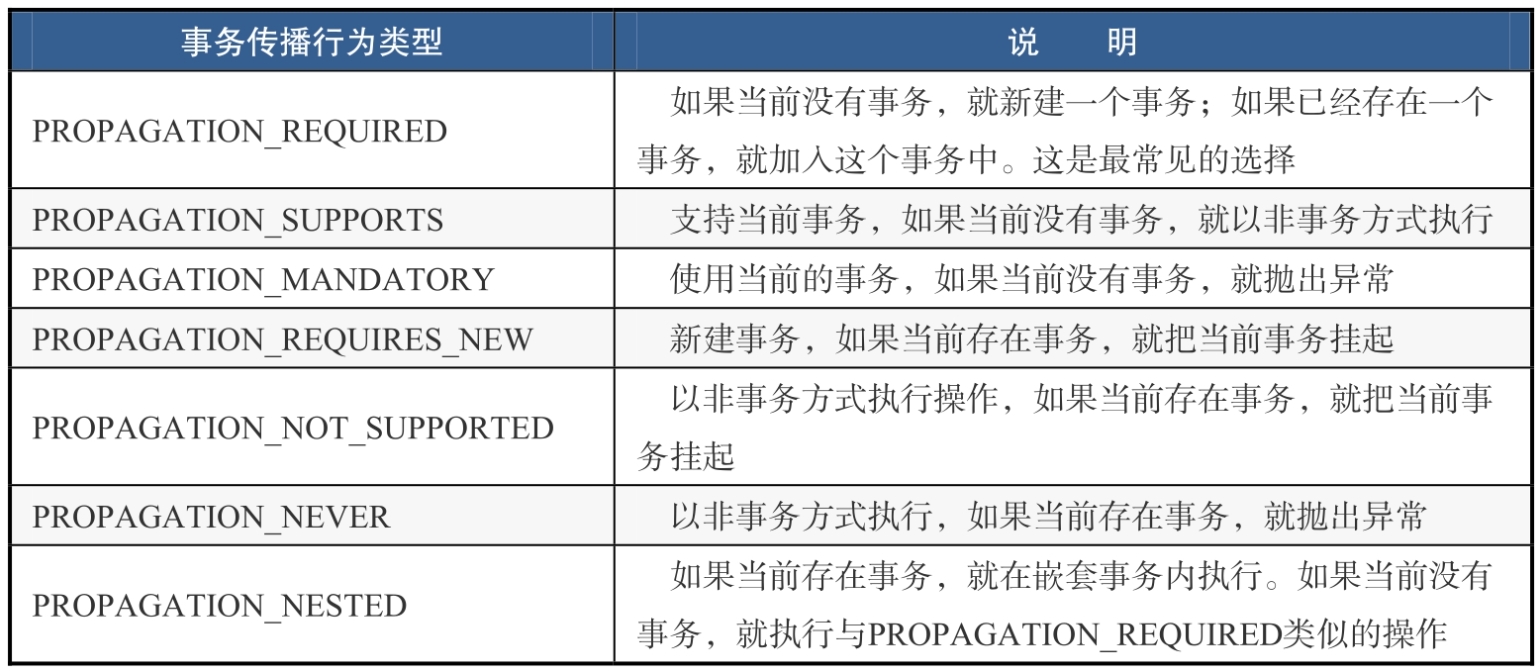 事务传播行为类型
说 明
PROPAGATION_REQUIRED
如果当前没有事务，就新建一个事务；如果已经存在一个
事务，就加入这个事务中。这是最常见的选择
PROPAGATION_SUPPORTS
支持当前事务，如果当前没有事务，就以非事务方式执行
PROPAGATION_MANDATORY
使用当前的事务，如果当前没有事务，就抛出异常
PROPAGATION_REQUIRES_NEW
新建事务，如果当前存在事务，就把当前事务挂起
PROPAGATION_NOT_SUPPORTED
以非事务方式执行操作，如果当前存在事务，就把当前事
务挂起
PROPAGATION_NEVER
以非事务方式执行，如果当前存在事务，就抛出异常
PROPAGATION_NESTED
如果当前存在事务，就在嵌套事务内执行。如果当前没有
事务，就执行与PROPAGATION_REQUIRED类似的操作